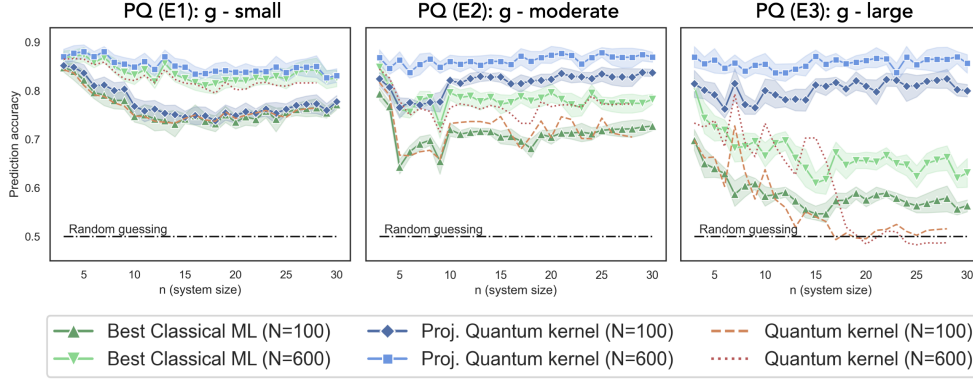 PQ (E1): g - small
PQ (E2): g - moderate
PQ (E3): g - large
Prediction accuracy
0.9
0.8
0.7
0.6
0.5
Random guessing
Random guessing
Random guessing
5 10 15 20 25 30
5 10 15 20 25 30
5 10 15 20 25 30
n (system size)
n (system size)
n (system size)
Best Classical ML (N=100)
Proj. Quantum kernel (N=100)
Quantum kernel (N=100)
Best Classical ML (N=600)
Proj. Quantum kernel (N=600)
Quantum kernel (N=600)